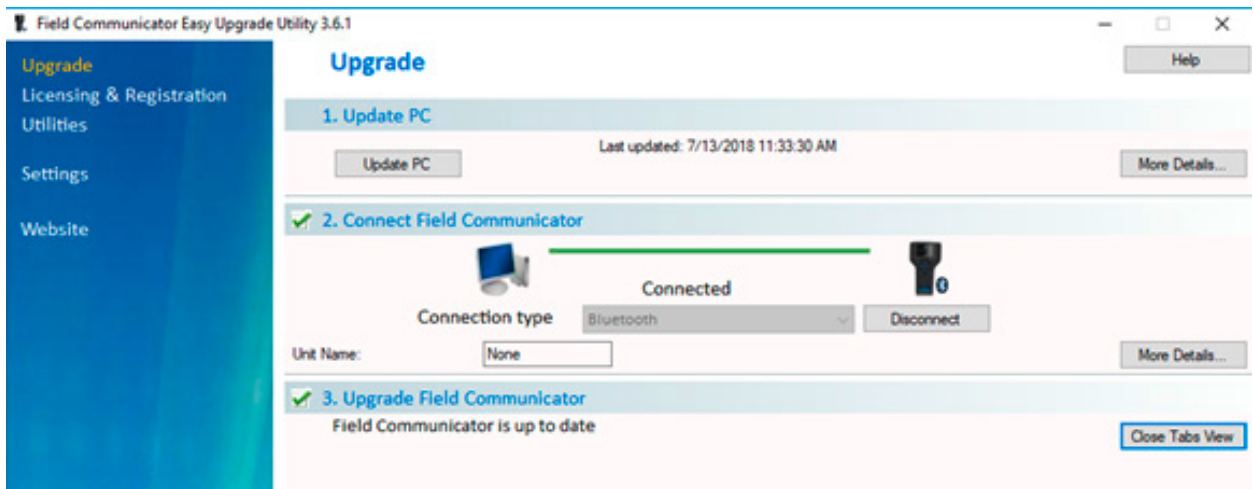 Field Communicator Easy Upgrade Utility 3.6.1
Upgrade
Licensing & Registration
Utilities
Settings
Website
Upgrade
Help
1. Update PC
Last updated: 7/13/2018 11:33:30 AM
Update PC
More Details...
2. Connect Field Communicator
Connected
Connection type
Bluetooth
Disconnect
Unit Name:
None
More Details...
3. Upgrade Field Communicator
Field Communicator is up to date
Close Tabs View